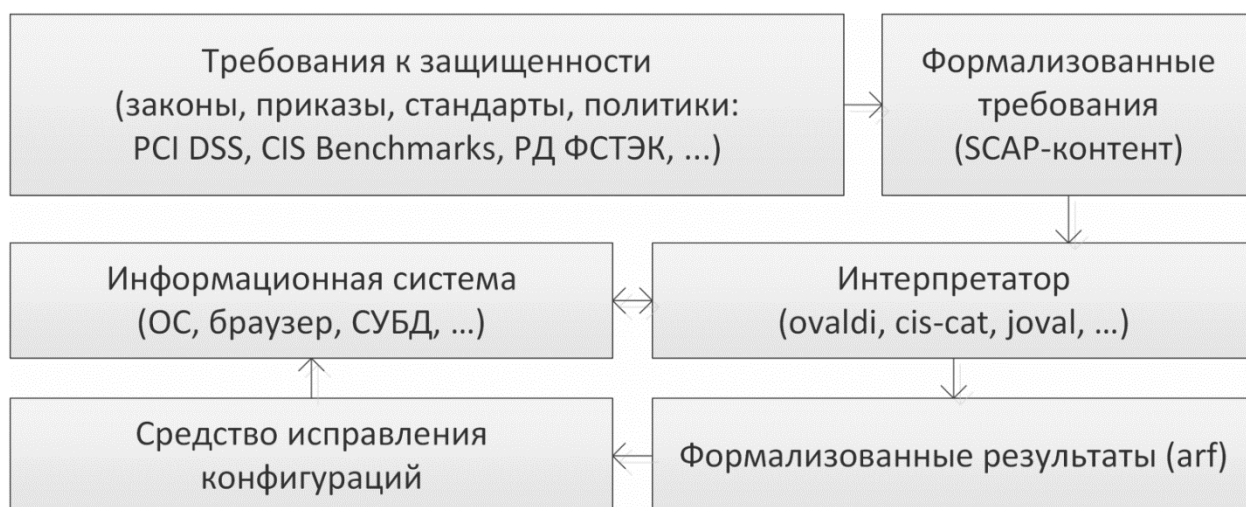 Требования к защищенности
(законы, приказы, стандарты, политики:
PCI DSS, CIS Benchmarks, РД ФСТЭК, ...)
Формализованные
требования
(SCAP-контент)
Информационная система
(ОС, браузер, СУБД, ...)
Интерпретатор
(ovaldi, cis-cat, joval, ...)
Средство исправления
конфигураций
Формализованные результаты (arf)